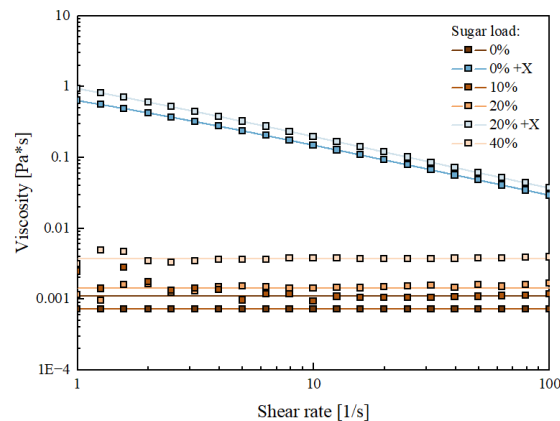 Sugar load:
0%
0% +X
10%
20%
20% +X
40%
10
1
0.1
0.01
0.001
1E−4
Viscosity [Pa*s]
1
10
100
Shear rate [1/s]